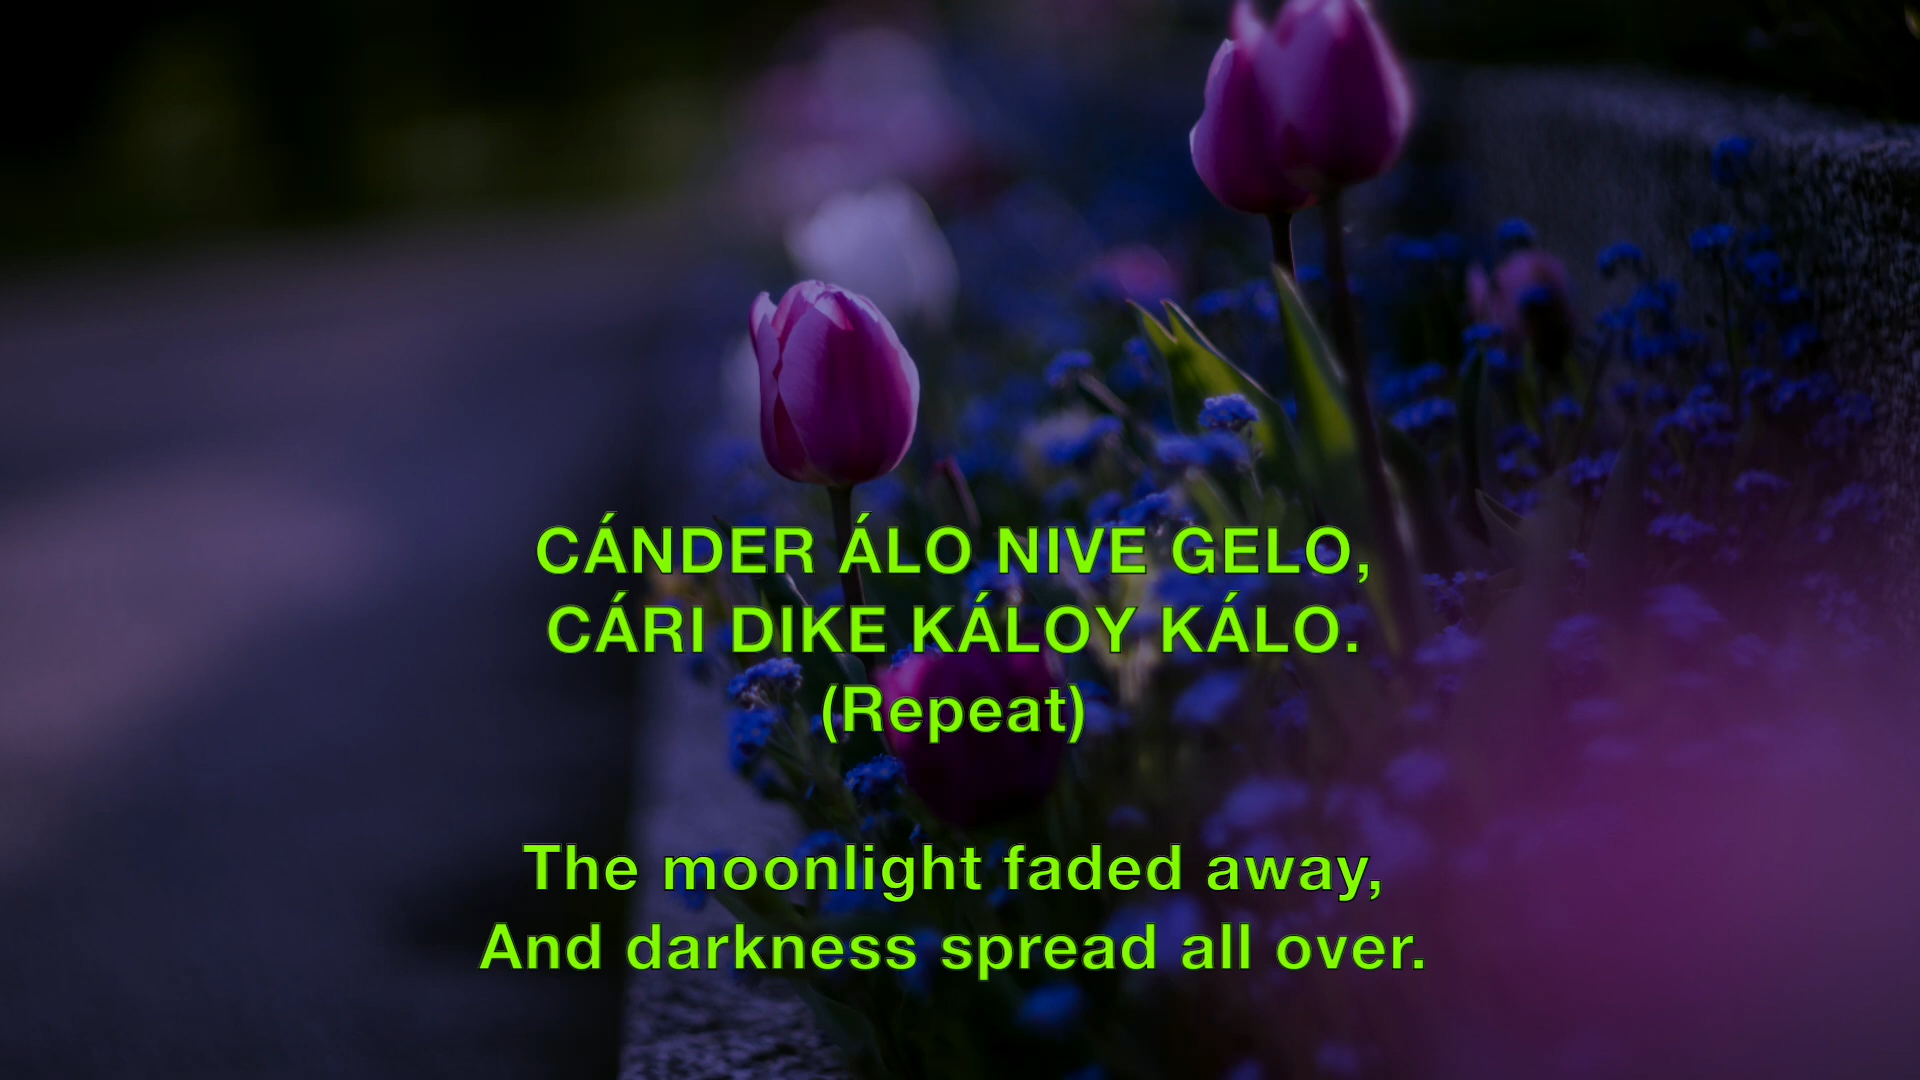 CÁNDER ÁLO NIVE GELO,
CÁRI DIKE KÁLOY KÁLO.
(Repeat)
The moonlight faded away,
And darkness spread all over.